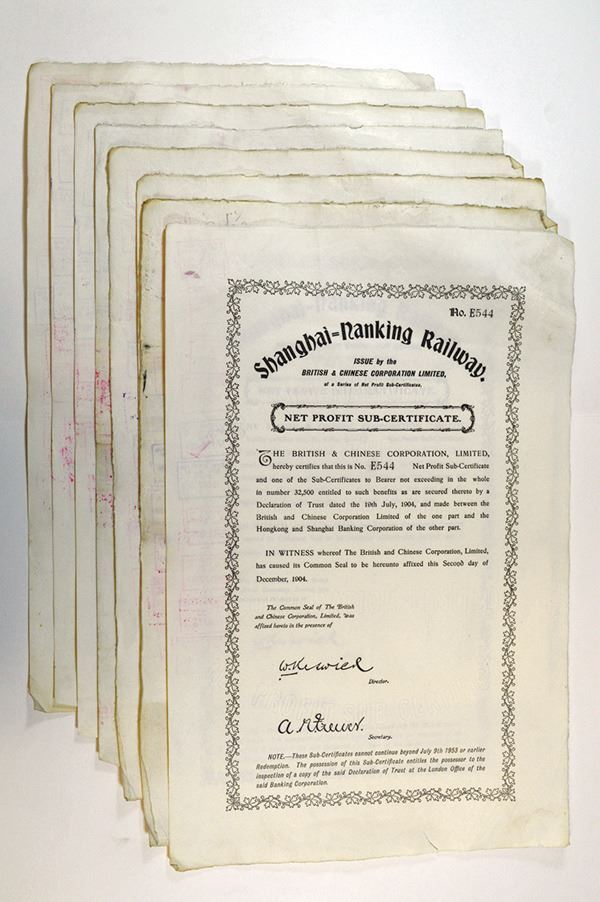 No. E544
Shanghai=Nanking Railway.
ISSUE by the
BRITISH & CHINESE CORPORATION LIMITED,
of a Series of Net Profit Sub-Certificates.
NET PROFIT SUB-CERTIFICATE.
THE BRITISH & CHINESE CORPORATION, LIMITED,
hereby certifies that this is No. E544 Net Profit Sub-Certificate
and one of the Sub-Certificates to Bearer not exceeding in the whole
in number 32,500 entitled to such benefits as are secured thereto by a
Declaration of Trust dated the 19th July, 1904, and made between the
British and Chinese Corporation Limited of the one part and the
Hongkong and Shanghai Banking Corporation of the other part.
IN WITNESS whereof The British and Chinese Corporation, Limited,
has caused its Common Seal to be hereunto affixed this Second day of
December, 1904.
The Common Seal of The British
and Chinese Corporation, Limited, was
affixed hereto in the presence of
Director.
Secretary.
NOTE.—These Sub-Certificates cannot continue beyond July 9th 1953 or earlier
Redemption. The possession of this Sub-Certificate entitles the possessor to the
inspection of a copy of the said Declaration of Trust at the London Office of the
said Banking Corporation.